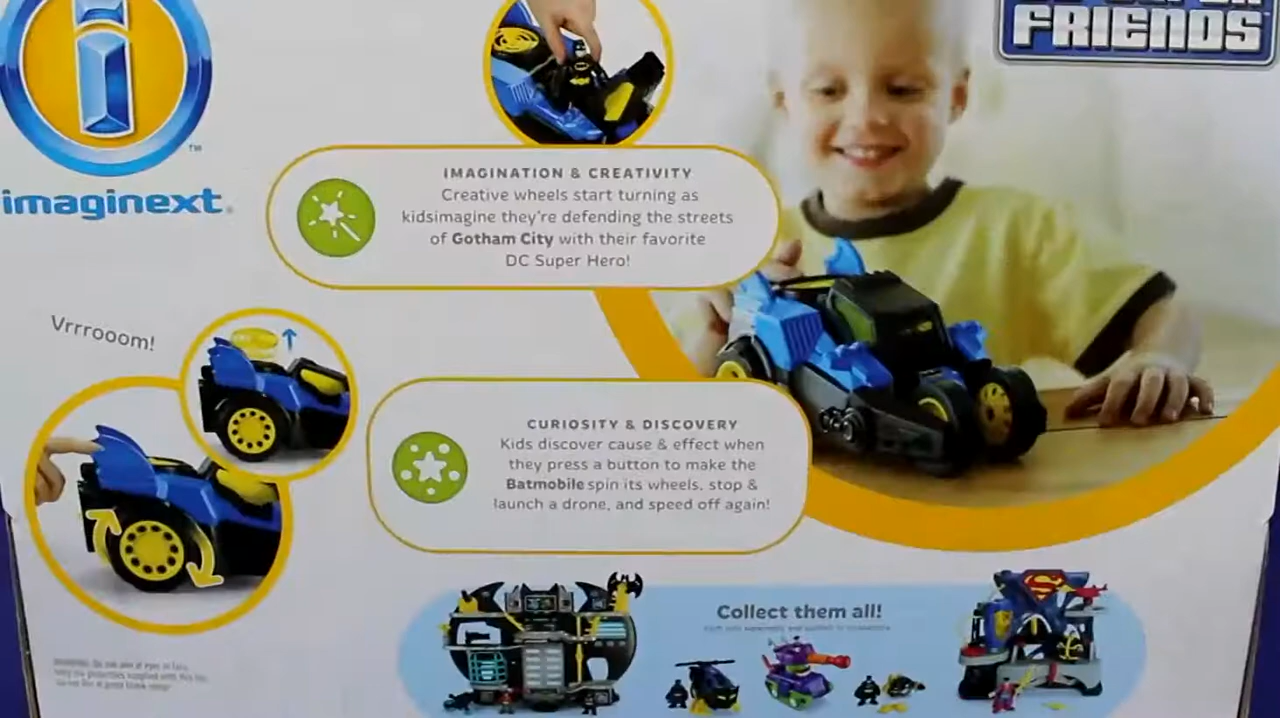 FRIENDS
i
TM
imaginext
IMAGINATION & CREATIVITY
Creative wheels start turning as
kidsimagine they're defending the streets
of Gotham City with their favorite
DC Super Hero!
Vrrrooom!
CURIOSITY & DISCOVERY
Kids discover cause & effect when
they press a button to make the
Batmobile spin its wheels, stop &
launch a drone, and speed off again!
Collect them all!